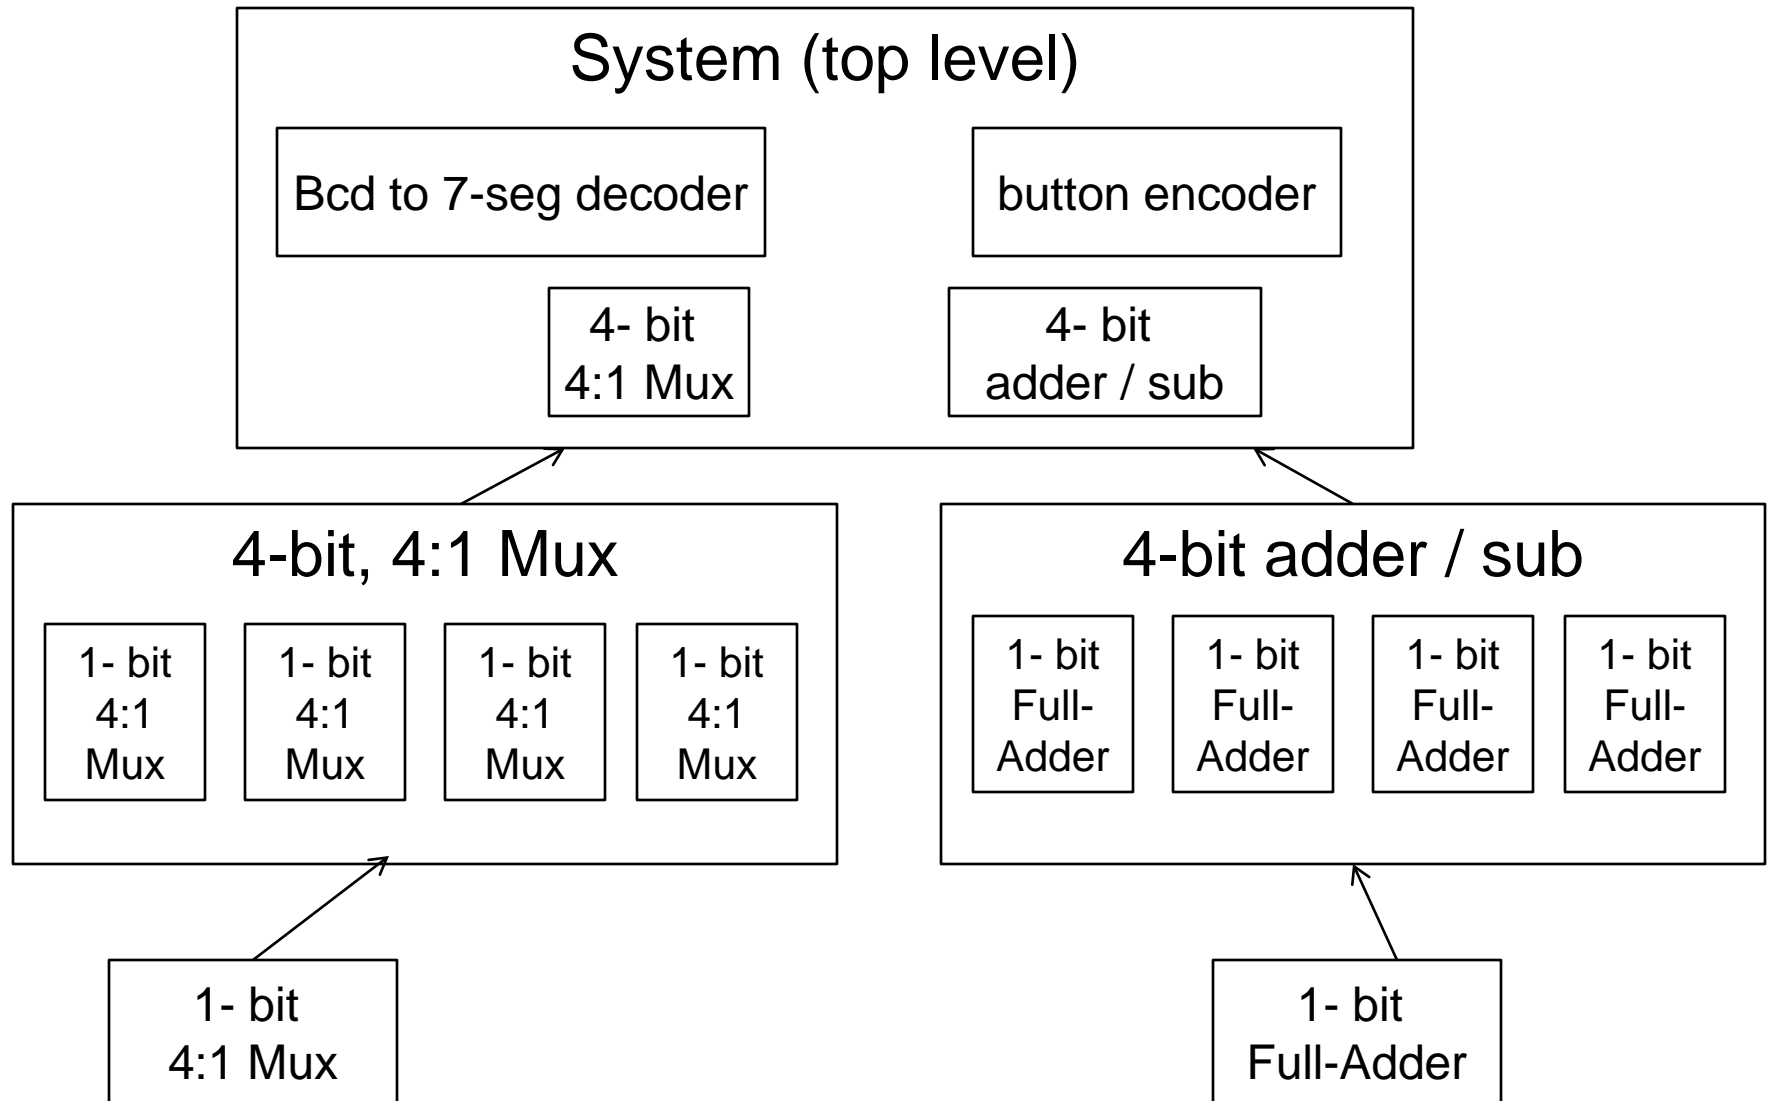 System (top level)
Bcd to 7-seg decoder
button encoder
4- bit
4:1 Mux
4- bit
adder / sub
4-bit, 4:1 Mux
1- bit
4:1
Mux
1- bit
4:1
Mux
1- bit
4:1
Mux
1- bit
4:1
Mux
4-bit adder / sub
1- bit
Full-
Adder
1- bit
Full-
Adder
1- bit
Full-
Adder
1- bit
Full-
Adder
1- bit
4:1 Mux
1- bit
Full-Adder